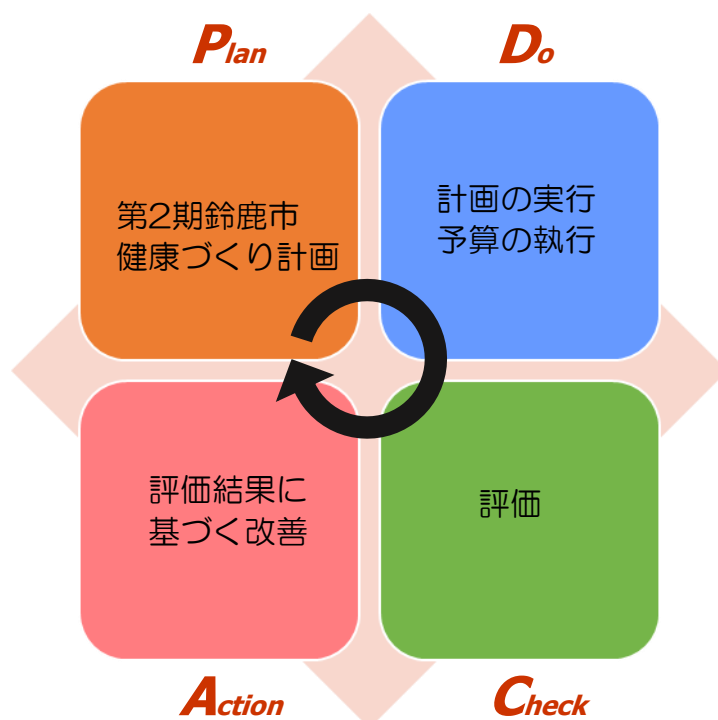 Plan
Do
第2期鈴鹿市
健康づくり計画
計画の実行
予算の執行
評価結果に
基づく改善
評価
Action
Check